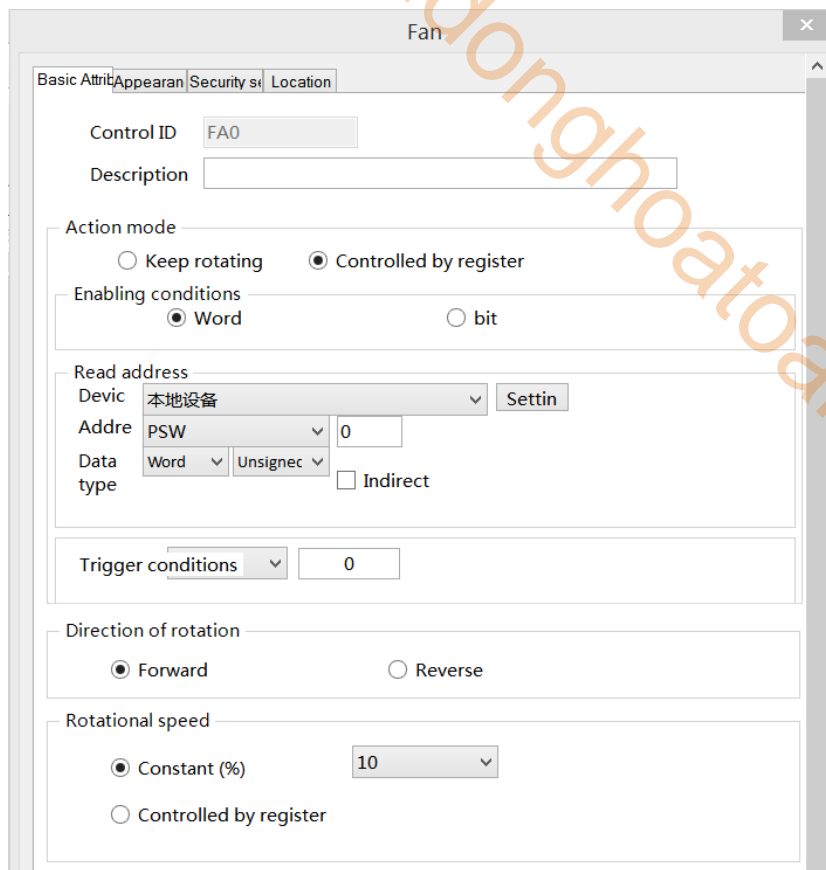 Fan
Basic Attrib Appearan Security se Location
Control ID FA0
Description
Action mode
Keep rotating Controlled by register
Enabling conditions
Word bit
Read address
Devic 本地设备 Settin
Addre PSW 0
Data type Word Unsigned Indirect
Trigger conditions 0
Direction of rotation
Forward Reverse
Rotational speed
Constant (%) 10
Controlled by register
donghoatoa